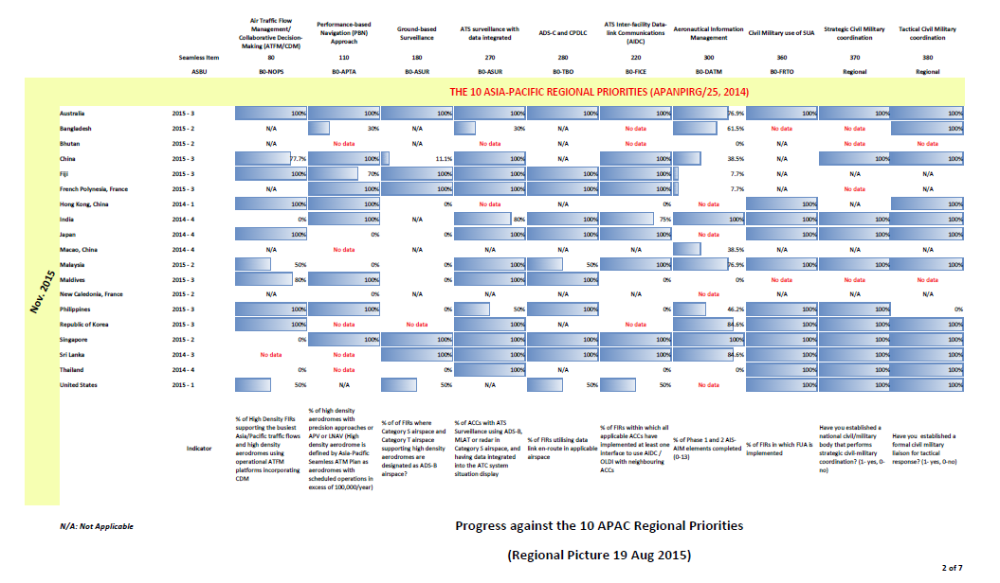 Air Traffic Flow Management/ Collaborative Decision-Making (ATFM/CDM) Performance-based Navigation (PBN) Approach Ground-based Surveillance ATS surveillance with data integrated ADS-C and CPDLC ATS Inter-facility Data-link Communications (AIDC) Aeronautical Information Management Civil Military use of SUA Strategic Civil Military coordination Tactical Civil Military coordination
Seamless Item 80 110 180 270 280 220 300 360 370 380
ASBU B0-NOPS B0-APTA B0-ASUR B0-ASUR B0-TBO B0-FICE B0-DATM B0-FRTO Regional Regional
THE 10 ASIA-PACIFIC REGIONAL PRIORITIES (APANPIRG/25, 2014)
Nov. 2015
Australia 2015 - 3 100% 100% 100% 100% 100% 100% 76.9% 100% 100% 100%
Bangladesh 2015 - 2 N/A 30% N/A 30% N/A No data 61.5% No data No data 100%
Bhutan 2015 - 2 N/A No data N/A No data N/A No data 0% N/A No data No data
China 2015 - 3 77.7% 100% 11.1% 100% N/A 100% 38.5% N/A 100% 100%
Fiji 2015 - 3 100% 70% 100% 100% 100% 100% 7.7% N/A N/A N/A
French Polynesia, France 2015 - 3 N/A 100% 100% 100% 100% 100% 7.7% N/A No data N/A
Hong Kong, China 2014 - 1 100% 100% 0% No data N/A 0% No data 100% N/A 100%
India 2014 - 4 0% 100% N/A 80% 100% 75% 100% 100% 100% 100%
Japan 2014 - 4 100% 0% 0% 100% 100% 100% No data 100% 100% 100%
Macao, China 2014 - 4 N/A No data N/A N/A N/A N/A 38.5% N/A N/A N/A
Malaysia 2015 - 2 50% 0% 0% 100% 50% 100% 76.9% 100% 100% 100%
Maldives 2015 - 3 80% 100% 0% 100% 100% 0% 0% No data No data No data
New Caledonia, France 2015 - 2 N/A 0% N/A N/A N/A N/A No data N/A N/A N/A
Philippines 2015 - 3 100% 100% 0% 50% 100% 0% 46.2% 100% 100% 0%
Republic of Korea 2015 - 3 100% No data No data 100% N/A No data 84.6% 100% 100% 100%
Singapore 2015 - 2 0% 100% 100% 100% 100% 100% 100% 100% 100% 100%
Sri Lanka 2014 - 3 No data No data 100% 100% 100% 100% 84.6% 100% 100% 100%
Thailand 2014 - 4 0% No data 0% 100% N/A 0% 0% 100% 100% 100%
United States 2015 - 1 50% N/A 50% N/A 50% 50% No data 100% 100% 100%
Indicator
% of High Density FIRs supporting the busiest Asia/Pacific traffic flows and high density aerodromes using operational ATFM platforms incorporating CDM
% of high density aerodromes with precision approaches or APV or LNAV (High density aerodrome is defined by Asia-Pacific Seamless ATM Plan as aerodromes with scheduled operations in excess of 100,000/year)
% of of FIRs where Category S airspace and Category T airspace supporting high density aerodromes are designated as ADS-B airspace?
% of ACCs with ATS Surveillance using ADS-B, MLAT or radar in Category S airspace, and having data integrated into the ATC system situation display
% of FIRs utilising data link en-route in applicable airspace
% of FIRs within which all applicable ACCs have implemented at least one interface to use AIDC / OLDI with neighbouring ACCs
% of Phase 1 and 2 AIS-AIM elements completed (0-13)
% of FIRs in which FUA is implemented
Have you established a national civil/military body that performs strategic civil-military coordination? (1- yes, 0-no)
Have you established a formal civil military liaison for tactical response? (1- yes, 0-no)
N/A: Not Applicable
Progress against the 10 APAC Regional Priorities
(Regional Picture 19 Aug 2015)
2 of 7